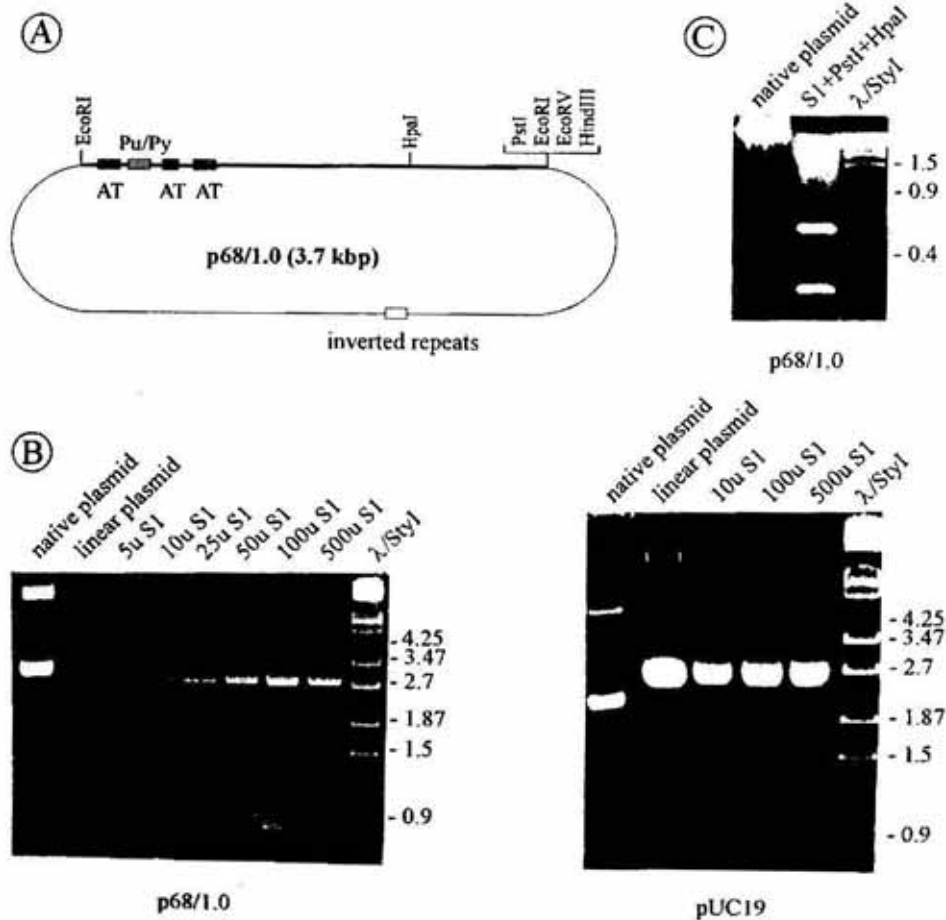 A
EcoRI
Pu/Py
HpaI
PstI
EcoRI
EcoRV
HindIII
AT
AT
AT
p68/1.0 (3.7 kbp)
inverted repeats
C
native plasmid
S1+PstI+HpaI
λ/StyI
- 1.5
- 0.9
- 0.4
p68/1.0
B
native plasmid
linear plasmid
5u S1
10u S1
25u S1
50u S1
100u S1
500u S1
λ/StyI
- 4.25
- 3.47
- 2.7
- 1.87
- 1.5
- 0.9
p68/1.0
native plasmid
linear plasmid
10u S1
100u S1
500u S1
λ/StyI
- 4.25
- 3.47
- 2.7
- 1.87
- 1.5
- 0.9
pUC19